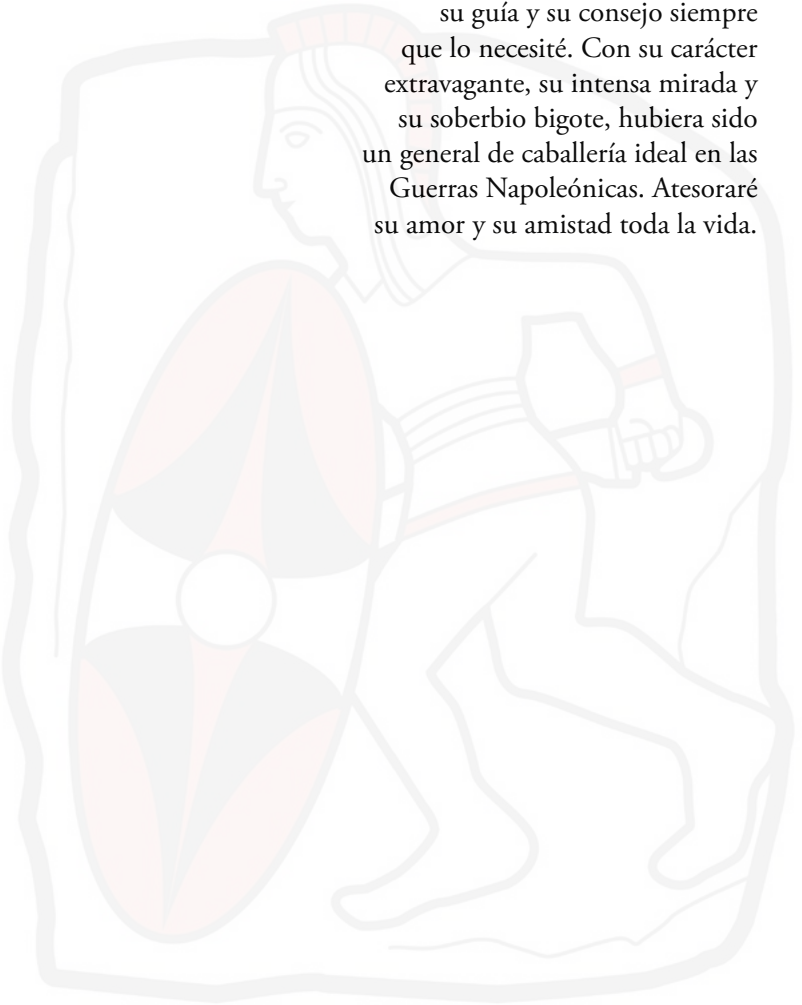 su guía y su consejo siempre
que lo necesité. Con su carácter
extravagante, su intensa mirada y
su soberbio bigote, hubiera sido
un general de caballería ideal en las
Guerras Napoleónicas. Atesoraré
su amor y su amistad toda la vida.